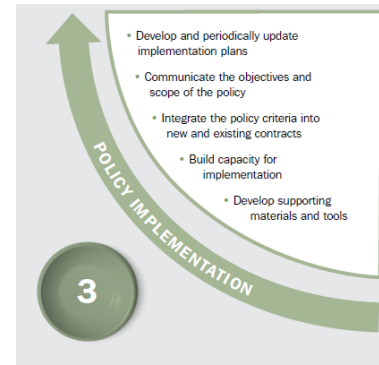 • Develop and periodically update
implementation plans
• Communicate the objectives and
scope of the policy
• Integrate the policy criteria into
new and existing contracts
• Build capacity for
implementation
• Develop supporting
materials and tools
POLICY IMPLEMENTATION
3